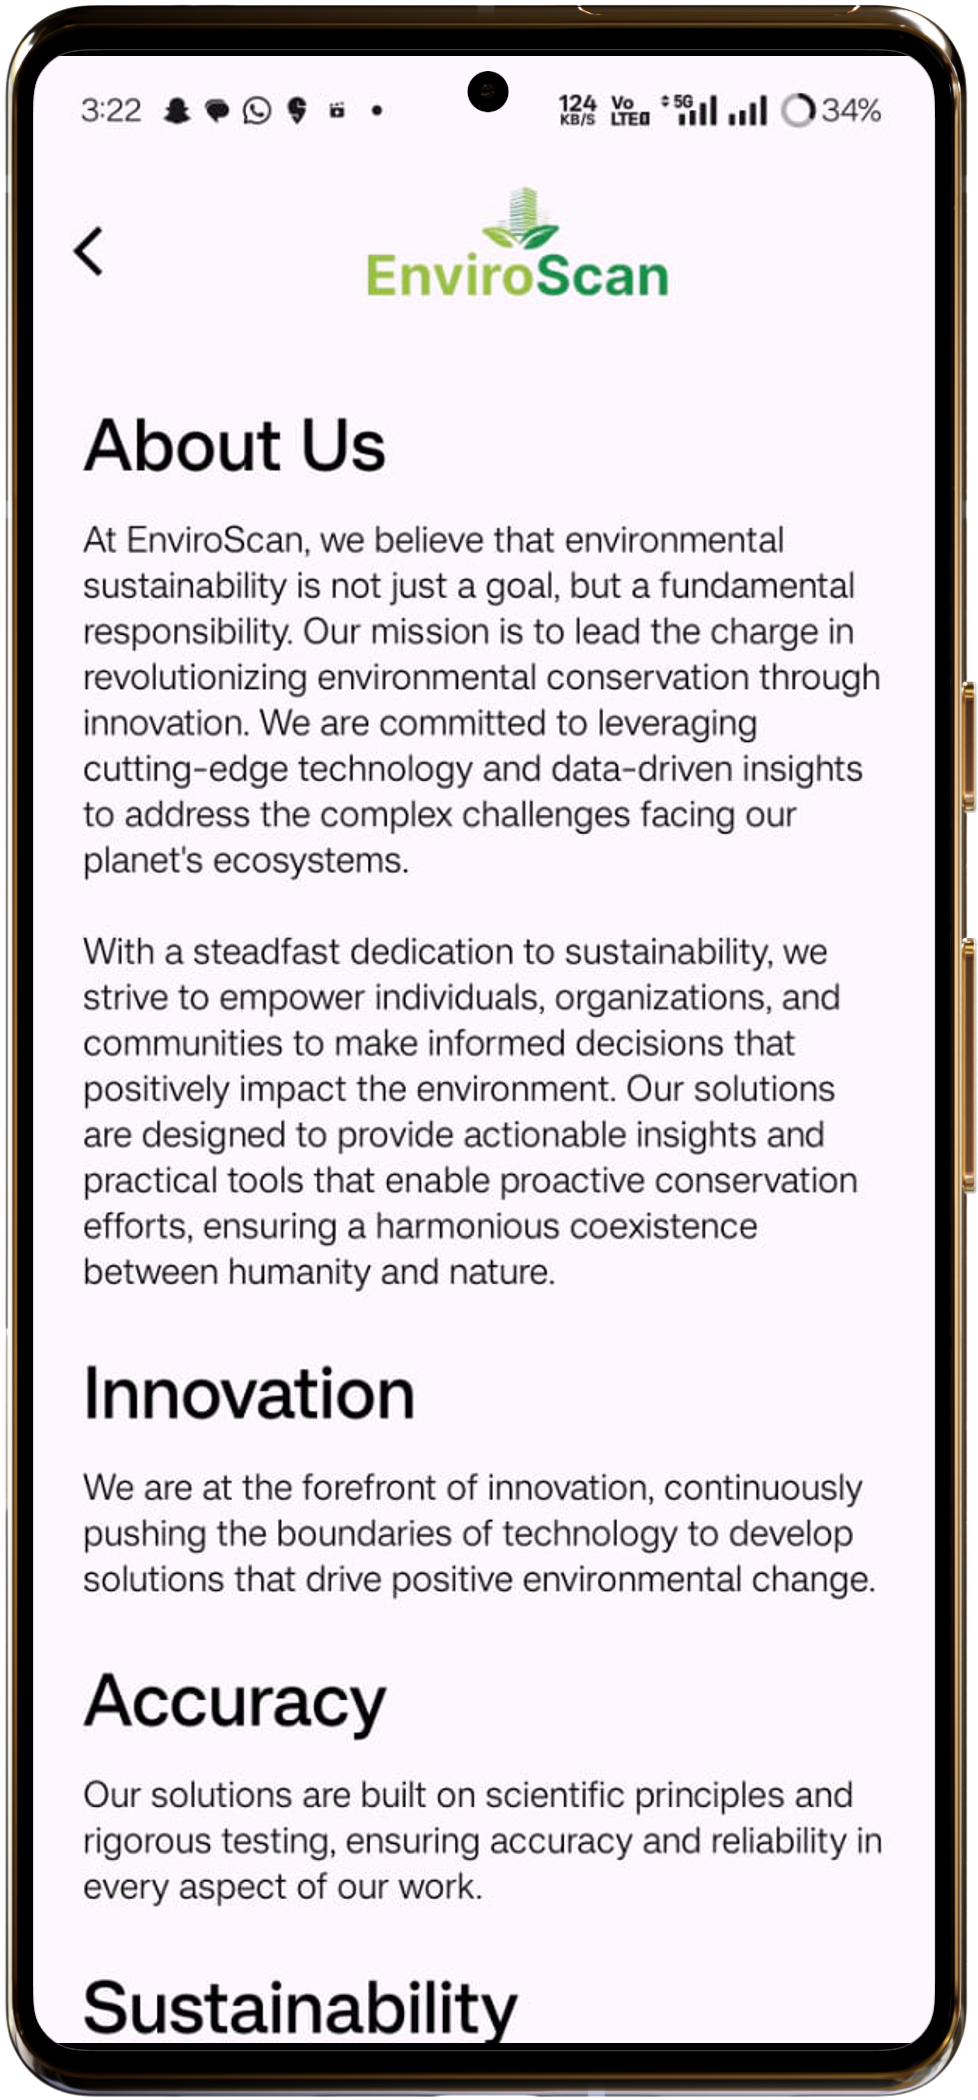 3:22
124 KB/S Vo LTE 5G 34%
EnviroScan
About Us
At EnviroScan, we believe that environmental
sustainability is not just a goal, but a fundamental
responsibility. Our mission is to lead the charge in
revolutionizing environmental conservation through
innovation. We are committed to leveraging
cutting-edge technology and data-driven insights
to address the complex challenges facing our
planet's ecosystems.
With a steadfast dedication to sustainability, we
strive to empower individuals, organizations, and
communities to make informed decisions that
positively impact the environment. Our solutions
are designed to provide actionable insights and
practical tools that enable proactive conservation
efforts, ensuring a harmonious coexistence
between humanity and nature.
Innovation
We are at the forefront of innovation, continuously
pushing the boundaries of technology to develop
solutions that drive positive environmental change.
Accuracy
Our solutions are built on scientific principles and
rigorous testing, ensuring accuracy and reliability in
every aspect of our work.
Sustainability